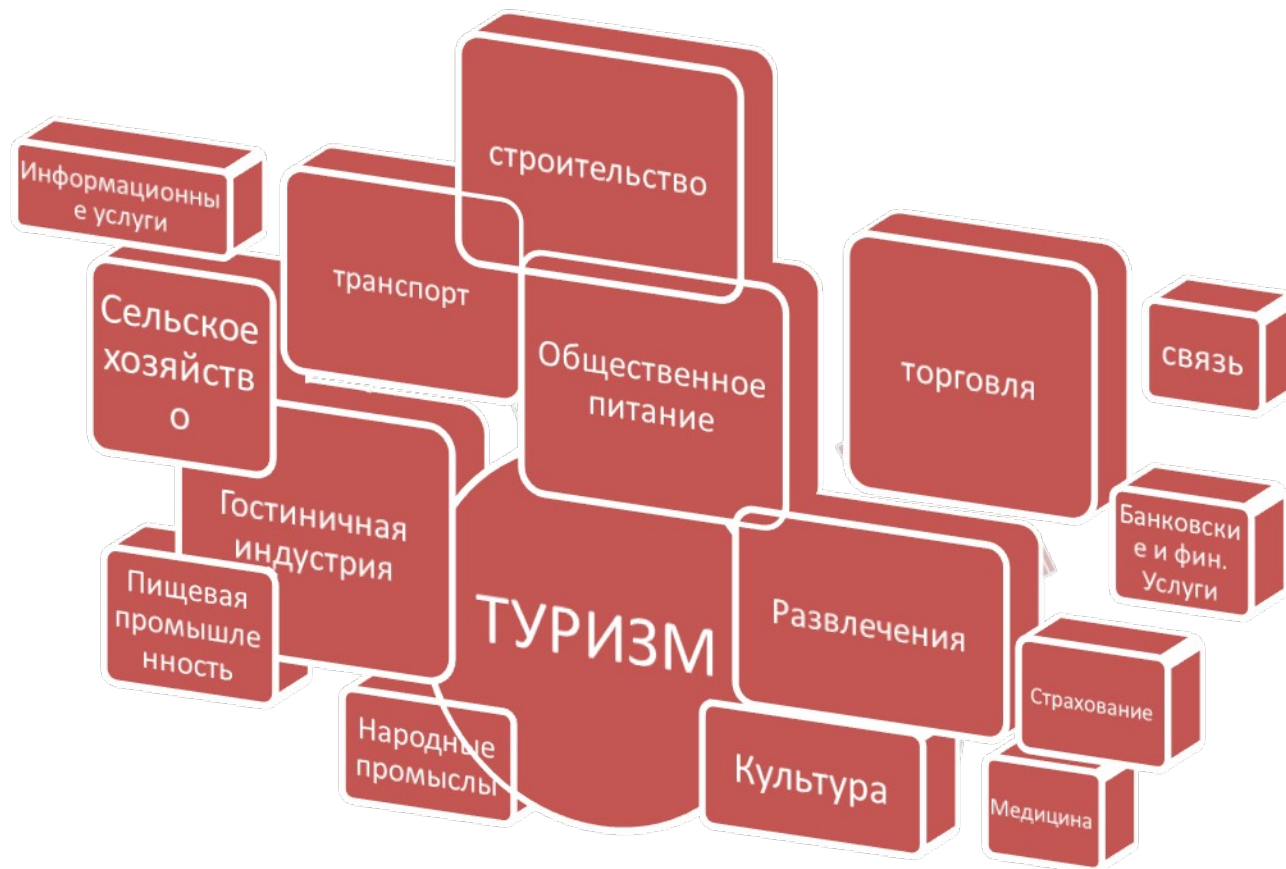 строительство
Информационны
е услуги
транспорт
Сельское
хозяйств
о
Общественное
питание
торговля
связь
Гостиничная
индустрия
Банковски
е и фин.
Услуги
Пищевая
промышле
нность
ТУРИЗМ
Развлечения
Страхование
Народные
промыслы
Культура
Медицина